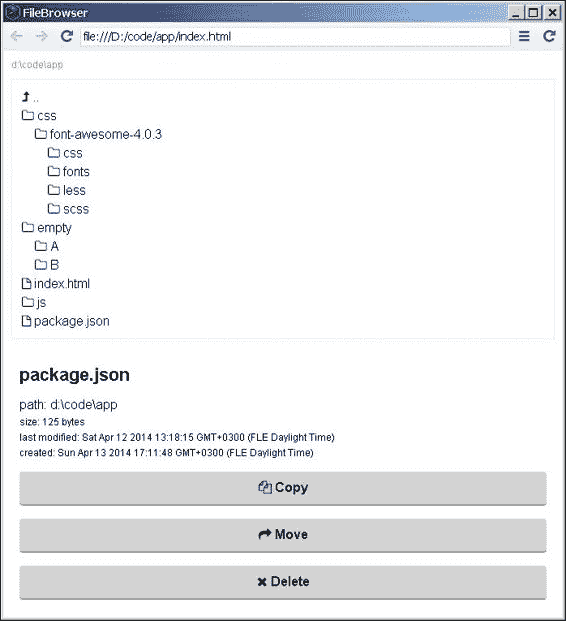 FileBrowser
file:///D:/code/app/index.html
d:\code\app
..
css
font-awesome-4.0.3
css
fonts
less
scss
empty
A
B
index.html
js
package.json
package.json
path: d:\code\app
size: 125 bytes
last modified: Sat Apr 12 2014 13:18:15 GMT+0300 (FLE Daylight Time)
created: Sun Apr 13 2014 17:11:48 GMT+0300 (FLE Daylight Time)
Copy
Move
Delete